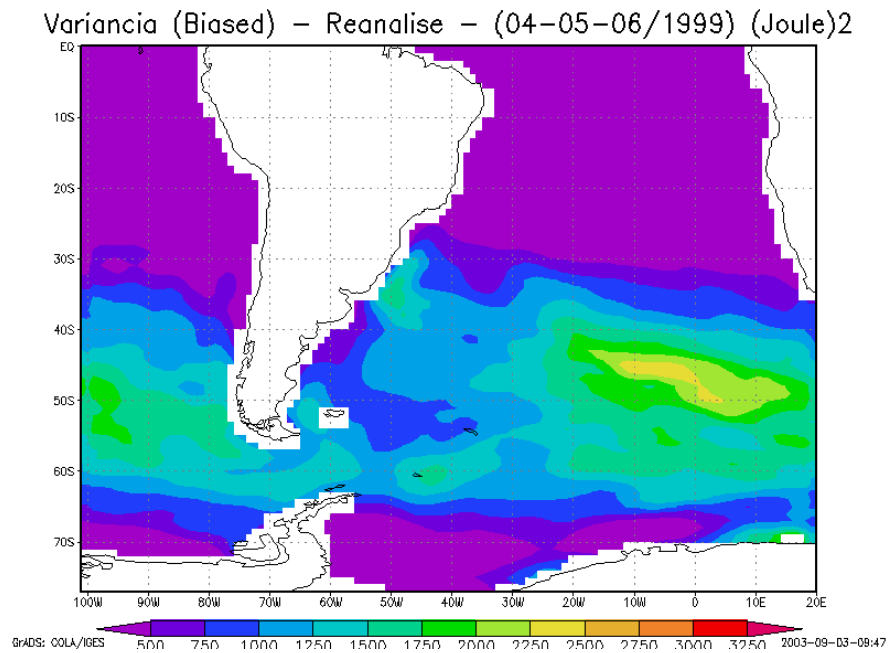 Variancia (Biased) - Reanalise - (04-05-06/1999) (Joule)2
EQ
10S
20S
30S
40S
50S
60S
70S
100W 90W 80W 70W 60W 50W 40W 30W 20W 10W 0 10E 20E
500 750 1000 1250 1500 1750 2000 2250 2500 2750 3000 3250
GrADS: COLA/IGES 2003-09-03-09:47